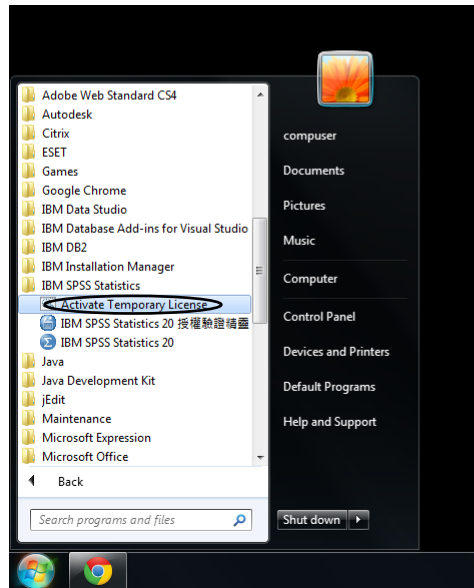 Adobe Web Standard CS4
Autodesk
Citrix
ESET
Games
Google Chrome
IBM Data Studio
IBM Database Add-ins for Visual Studio
IBM DB2
IBM Installation Manager
IBM SPSS Statistics
Activate Temporary License
IBM SPSS Statistics 20 授權驗證精靈
IBM SPSS Statistics 20
Java
Java Development Kit
jEdit
Maintenance
Microsoft Expression
Microsoft Office
Back
Search programs and files
compuser
Documents
Pictures
Music
Computer
Control Panel
Devices and Printers
Default Programs
Help and Support
Shut down